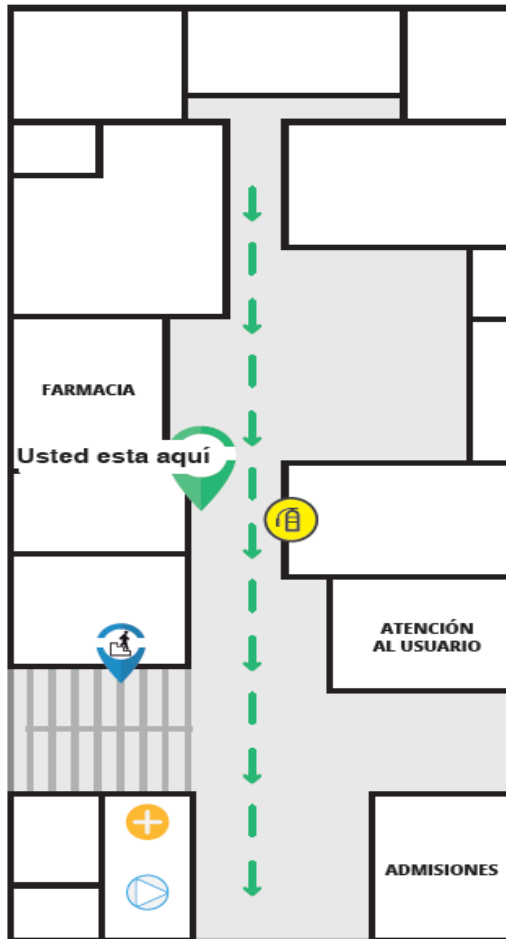 FARMACIA
Usted esta aquí
ATENCIÓN
AL USUARIO
ADMISIONES